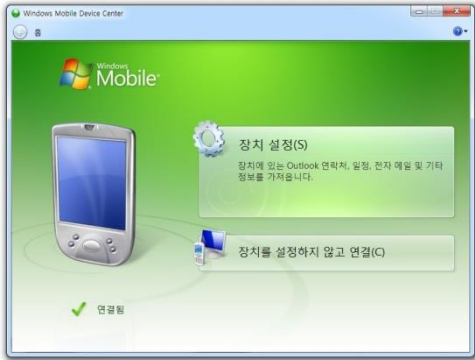 Windows Mobile Device Center
홈
Windows
Mobile
장치 설정(S)
장치에 있는 Outlook 연락처, 일정, 전자 메일 및 기타
정보를 가져옵니다.
장치를 설정하지 않고 연결(C)
연결됨